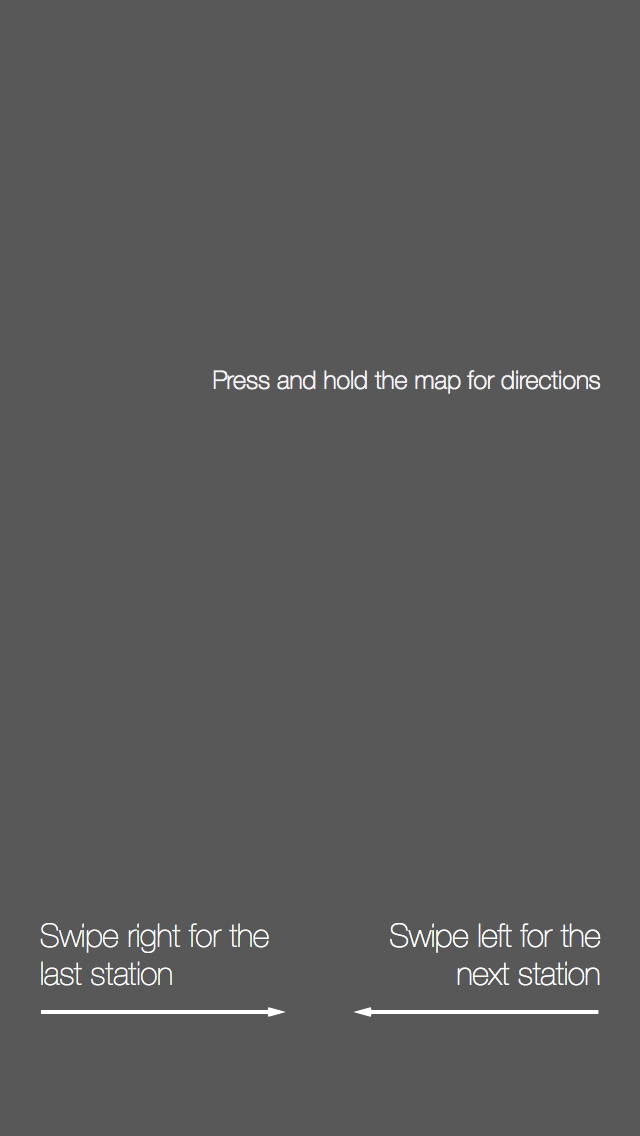 Press and hold the map for directions
Swipe right for the
last station
Swipe left for the
next station